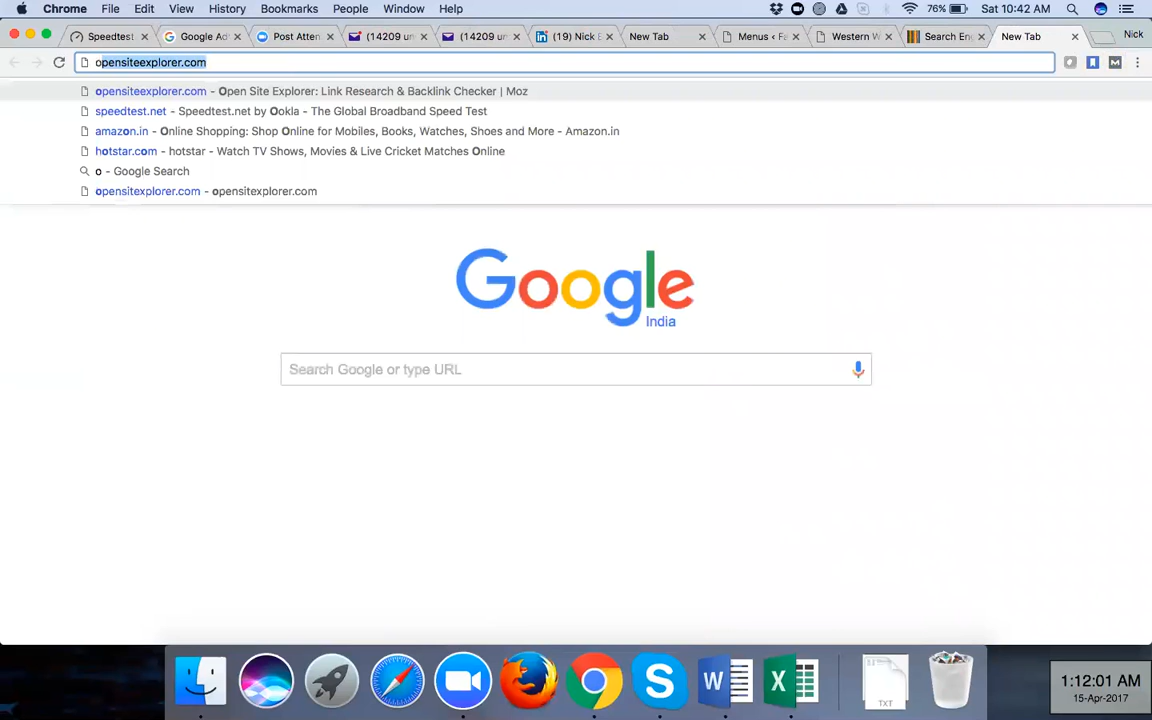 Chrome File Edit View History Bookmarks People Window Help 76% Sat 10:42 AM
Speedtest Google Ad Post Atten (14209 un (14209 un (19) Nick B New Tab Menus ‹ Fa Western W Search En New Tab Nick
opensiteexplorer.com
opensiteexplorer.com - Open Site Explorer: Link Research & Backlink Checker | Moz
speedtest.net - Speedtest.net by Ookla - The Global Broadband Speed Test
amazon.in - Online Shopping: Shop Online for Mobiles, Books, Watches, Shoes and More - Amazon.in
hotstar.com - hotstar - Watch TV Shows, Movies & Live Cricket Matches Online
o - Google Search
opensitexplorer.com - opensitexplorer.com
Google
India
Search Google or type URL
W X S
TXT
1:12:01 AM
15-Apr-2017